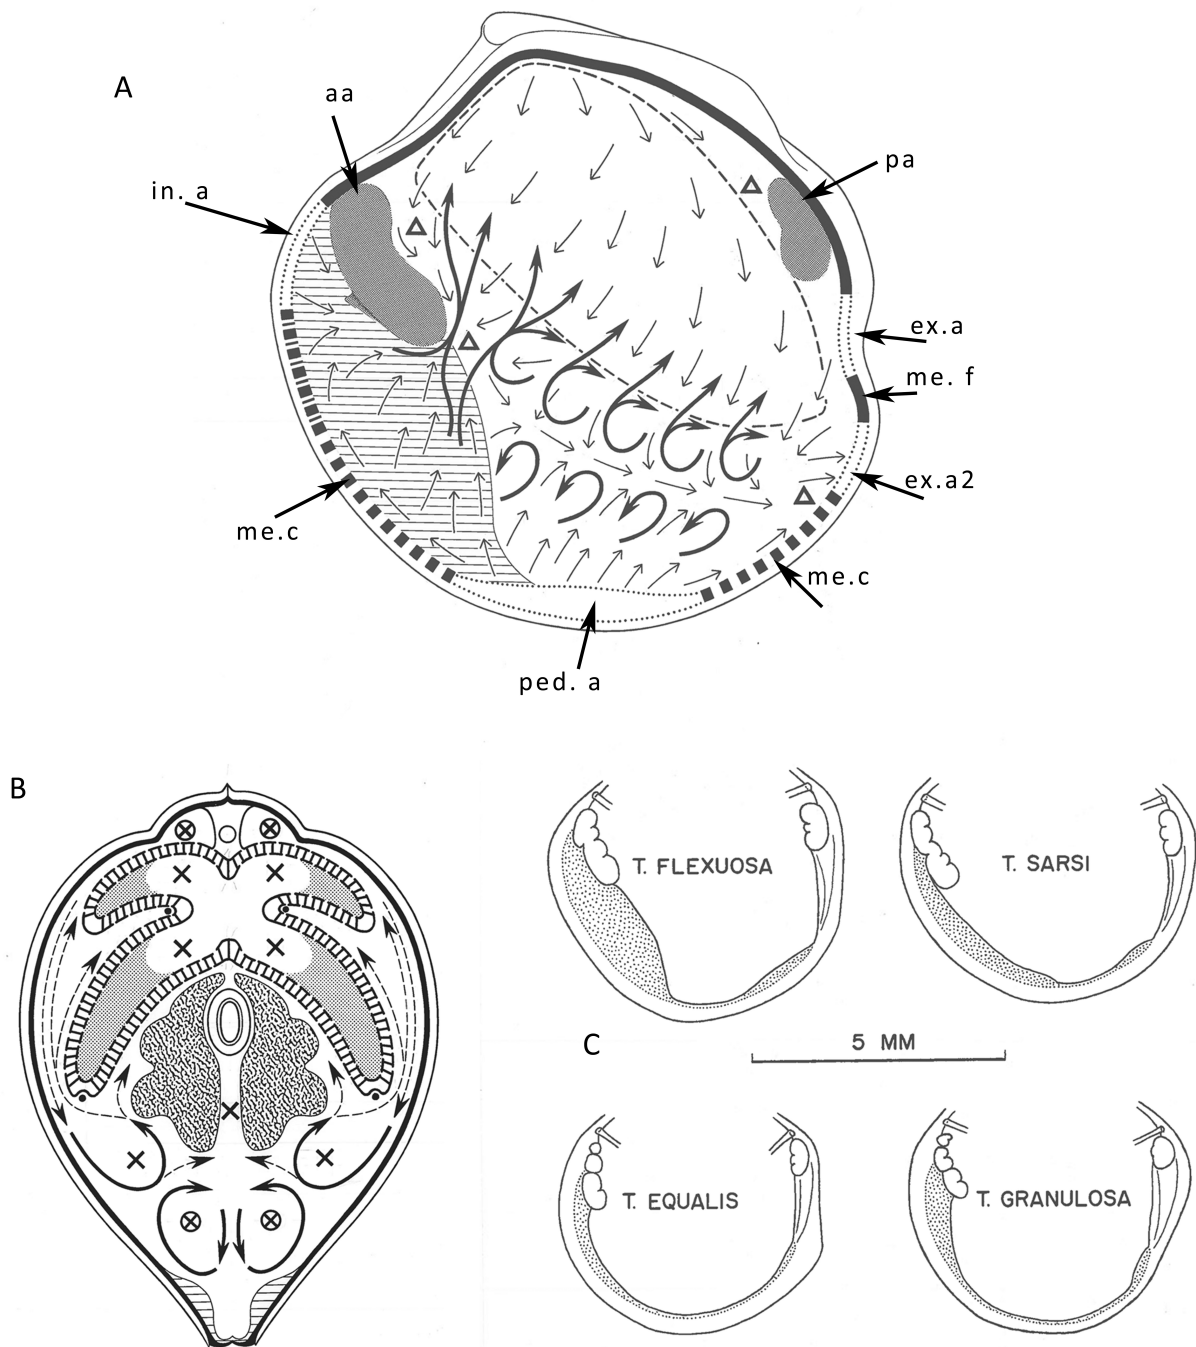 A
aa
pa
in. a
ex.a
me. f
ex.a2
me.c
me.c
ped. a
B
T. FLEXUOSA
T. SARSI
C
5 MM
T. EQUALIS
T. GRANULOSA